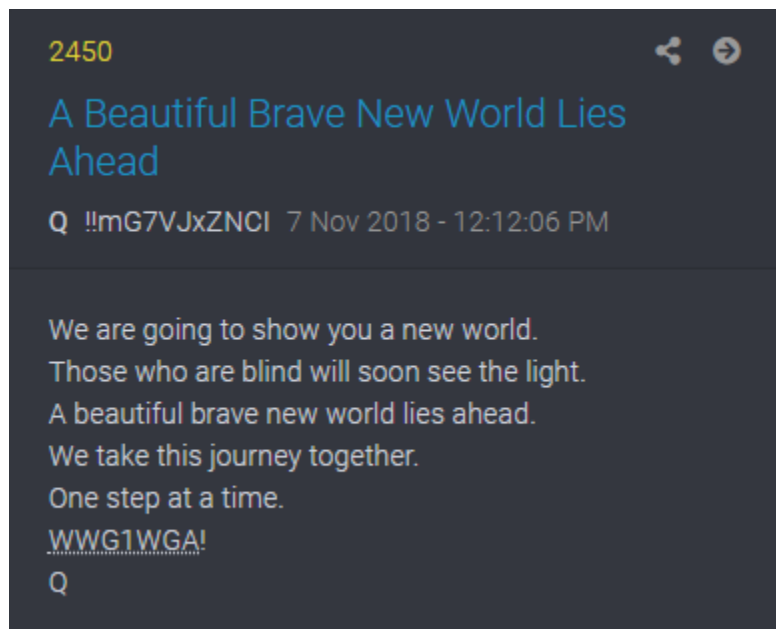 2450
A Beautiful Brave New World Lies
Ahead
Q !!mG7VJxZNCI 7 Nov 2018 - 12:12:06 PM
We are going to show you a new world.
Those who are blind will soon see the light.
A beautiful brave new world lies ahead.
We take this journey together.
One step at a time.
WWG1WGA!
Q